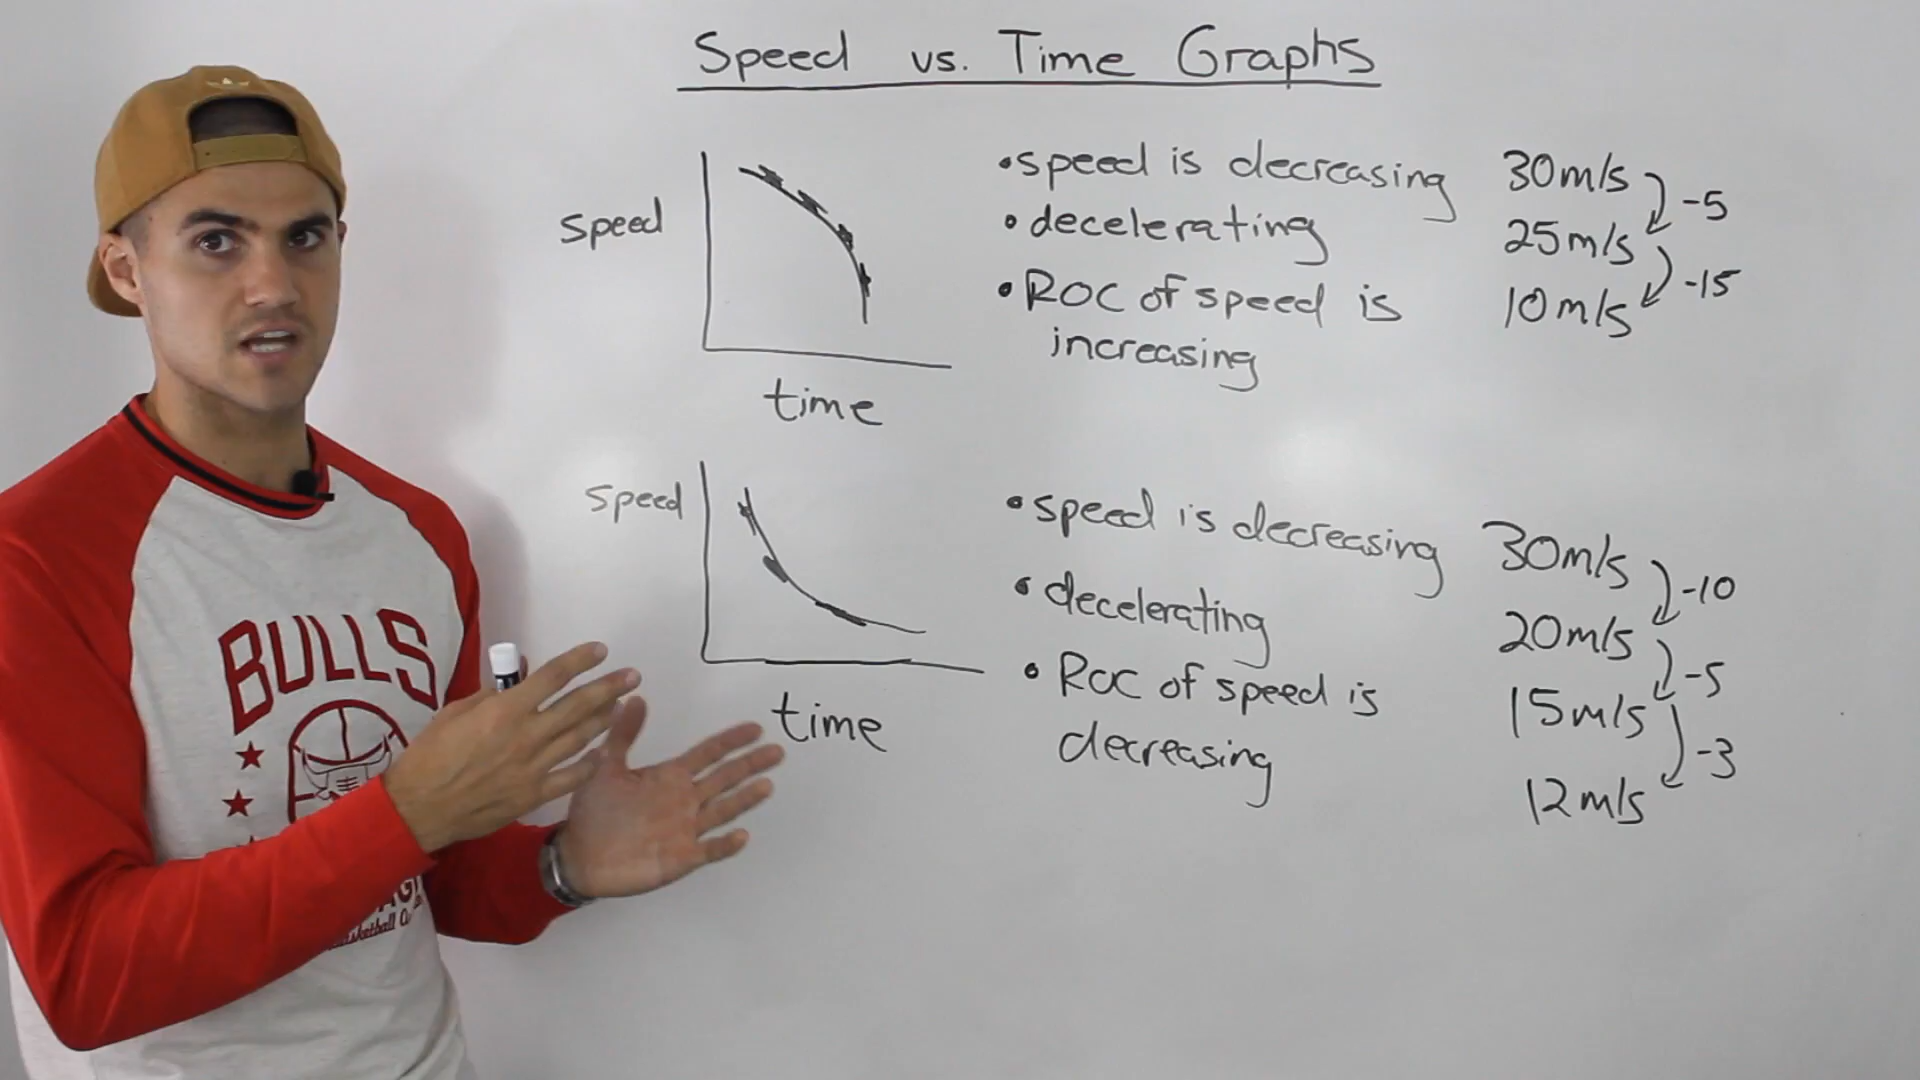 Speed vs. Time Graphs
speed
time
•speed is decreasing
•decelerating
•ROC of speed is
increasing
30m/s
-5
25m/s
-15
10m/s
speed
time
•speed is decreasing
•decelerating
•ROC of speed is
decreasing
30m/s
-10
20m/s
-5
15m/s
-3
12m/s
BULLS